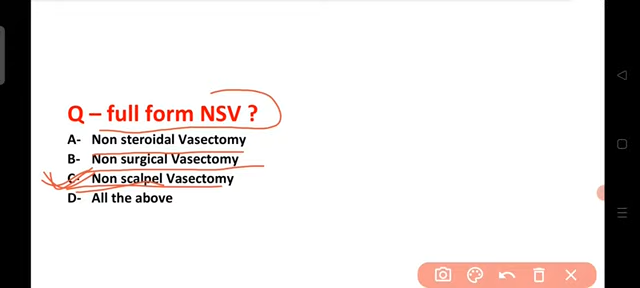 Q – full form NSV ?
A- Non steroidal Vasectomy
B- Non surgical Vasectomy
C- Non scalpel Vasectomy
D- All the above